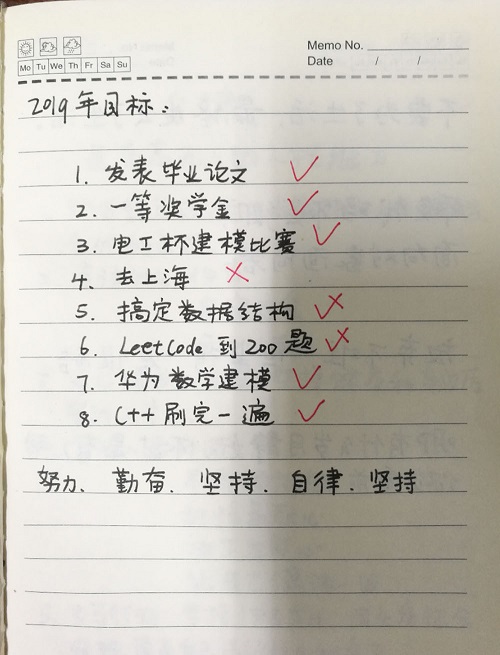 Memo No.
Mo Tu We Th Fr Sa Su
Date / /
2019年目标:
1. 发表毕业论文 ✓
2. 一等奖学金 ✓
3. 电工杯建模比赛 ✓
4. 去上海 ×
5. 搞定数据结构
6. LeetCode 到200题
7. 华为数学建模 ✓
8. C++刷完一遍 ✓
努力、勤奋、坚持、自律、坚持